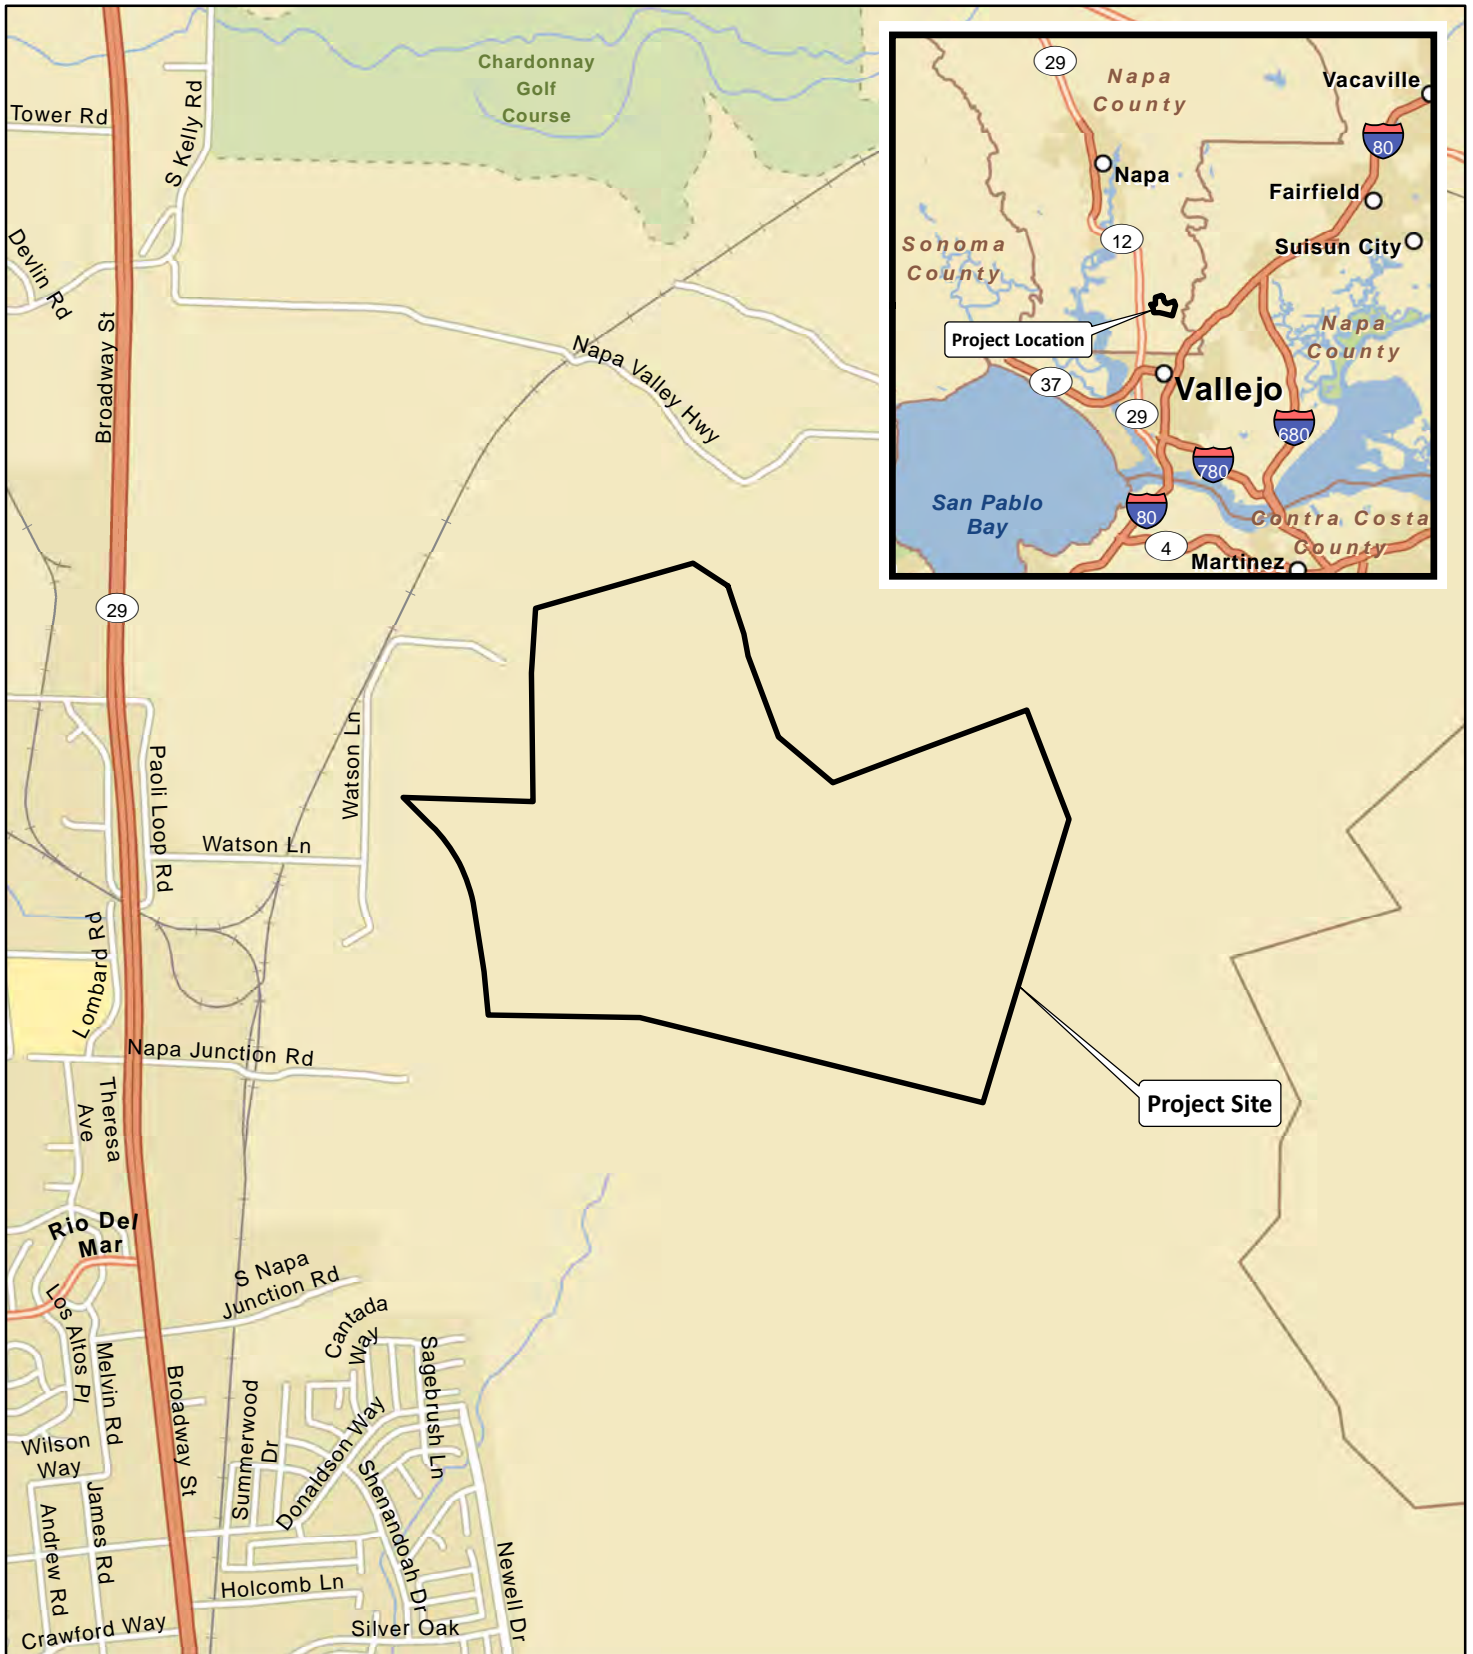 Chardonnay
Golf
Course
Tower Rd
S Kelly Rd
Devlin Rd
Broadway St
Napa Valley Hwy
29
Watson Ln
Paoli Loop Rd
Watson Ln
Lombard Rd
Napa Junction Rd
Theresa
Ave
Project Site
Rio Del
Mar
S Napa
Junction Rd
Los Altos Pl
Cantada
Way
Melvin Rd
Broadway St
Sagebrush Ln
Summerwood
Dr
Donaldson Way
Wilson
Way
Shenandoah Dr
James Rd
Andrew Rd
Newell Dr
Holcomb Ln
Crawford Way
Silver Oak
29
Napa
County
Vacaville
80
Napa
Fairfield
12
Sonoma
County
Suisun City
Project Location
Napa
County
37
Vallejo
29
680
780
San Pablo
Bay
80
Contra Costa
County
4
Martinez